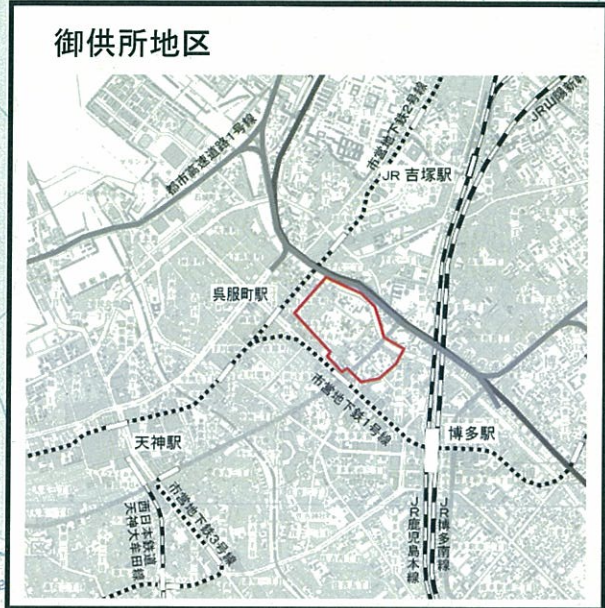 御供所地区
都市高速道路1号線
市営地下鉄2号線
JR山陽新幹
JR 吉塚駅
呉服町駅
市営地下鉄1号線
天神駅
博多駅
西日本鉄道
天神大牟田線
市営地下鉄3号線
JR鹿児島本線
JR博多南線